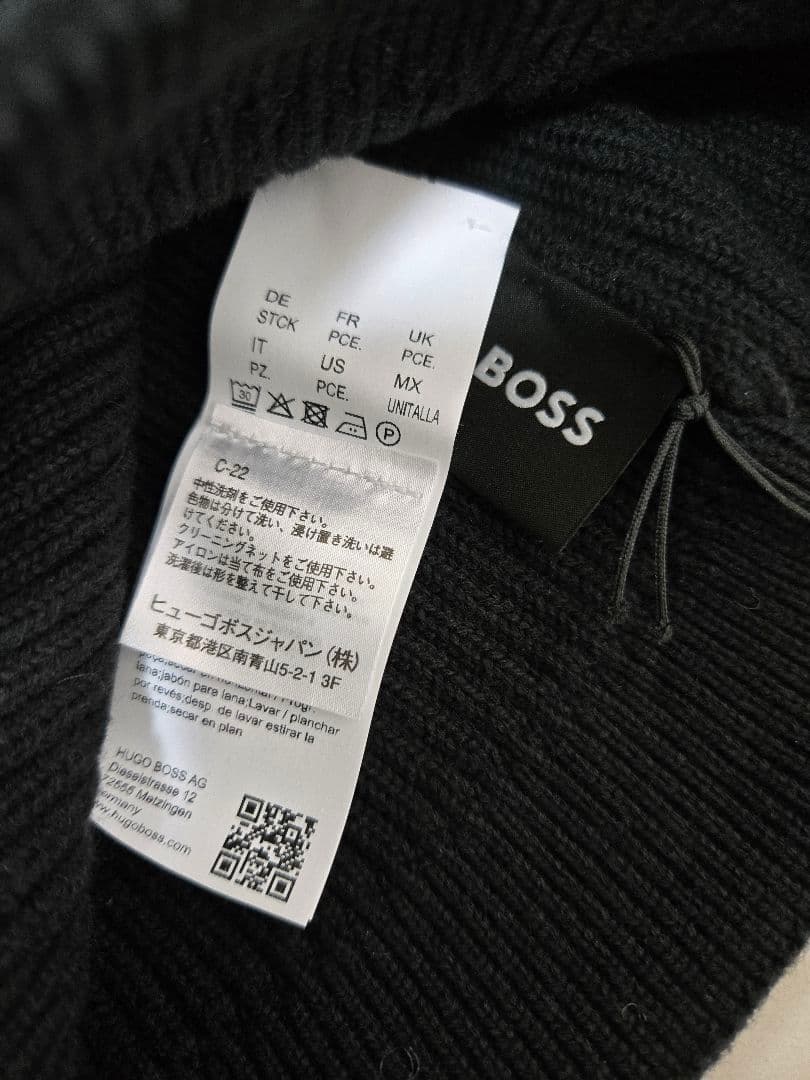 DE FR UK
STCK PCE. PCE.
IT US MX
PZ. PCE. UNITALLA
30
P
BOSS
C-22
中性洗剤をご使用下さい。
色物は分けて洗い、浸け置き洗いは避
けてください。
クリーニングネットをご使用下さい。
アイロンは当て布をご使用下さい。
洗濯後は形を整えて干して下さい。
ヒューゴボスジャパン(株)
東京都港区南青山5-2-1 3F
lana;jabón para lana;Lavar / planchar
por revés;desp. de lavar estirar la
prenda;secar en plan
HUGO BOSS AG
Dieselstrasse 12
72555 Metzingen
ermany
www.hugoboss.com